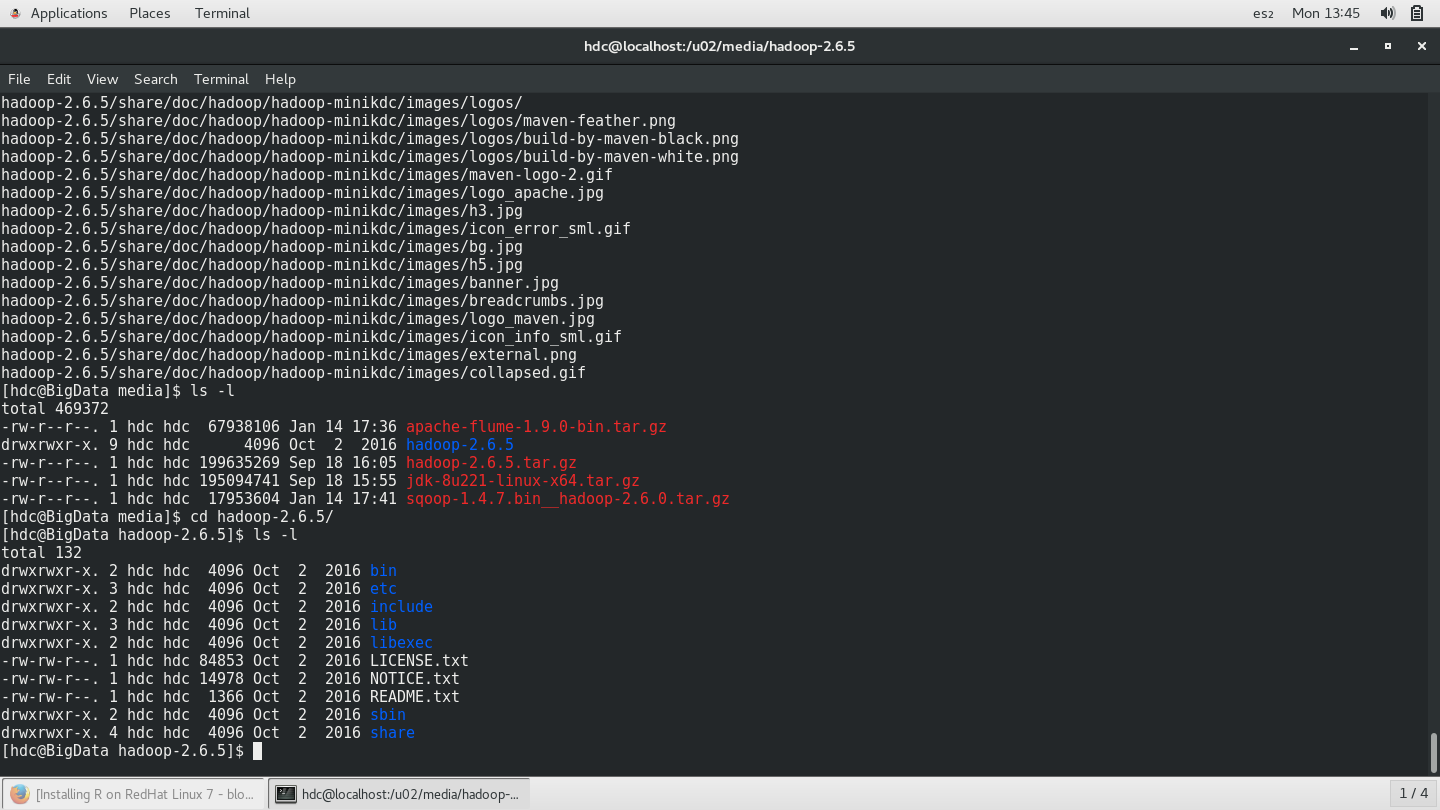 Applications Places Terminal es2 Mon 13:45
hdc@localhost:/u02/media/hadoop-2.6.5
File Edit View Search Terminal Help
hadoop-2.6.5/share/doc/hadoop/hadoop-minikdc/images/logos/
hadoop-2.6.5/share/doc/hadoop/hadoop-minikdc/images/logos/maven-feather.png
hadoop-2.6.5/share/doc/hadoop/hadoop-minikdc/images/logos/build-by-maven-black.png
hadoop-2.6.5/share/doc/hadoop/hadoop-minikdc/images/logos/build-by-maven-white.png
hadoop-2.6.5/share/doc/hadoop/hadoop-minikdc/images/maven-logo-2.gif
hadoop-2.6.5/share/doc/hadoop/hadoop-minikdc/images/logo_apache.jpg
hadoop-2.6.5/share/doc/hadoop/hadoop-minikdc/images/h3.jpg
hadoop-2.6.5/share/doc/hadoop/hadoop-minikdc/images/icon_error_sml.gif
hadoop-2.6.5/share/doc/hadoop/hadoop-minikdc/images/bg.jpg
hadoop-2.6.5/share/doc/hadoop/hadoop-minikdc/images/h5.jpg
hadoop-2.6.5/share/doc/hadoop/hadoop-minikdc/images/banner.jpg
hadoop-2.6.5/share/doc/hadoop/hadoop-minikdc/images/breadcrumbs.jpg
hadoop-2.6.5/share/doc/hadoop/hadoop-minikdc/images/logo_maven.jpg
hadoop-2.6.5/share/doc/hadoop/hadoop-minikdc/images/icon_info_sml.gif
hadoop-2.6.5/share/doc/hadoop/hadoop-minikdc/images/external.png
hadoop-2.6.5/share/doc/hadoop/hadoop-minikdc/images/collapsed.gif
[hdc@BigData media]$ ls -l
total 469372
-rw-r--r--. 1 hdc hdc  67938106 Jan 14 17:36 apache-flume-1.9.0-bin.tar.gz
drwxrwxr-x. 9 hdc hdc      4096 Oct  2  2016 hadoop-2.6.5
-rw-r--r--. 1 hdc hdc 199635269 Sep 18 16:05 hadoop-2.6.5.tar.gz
-rw-r--r--. 1 hdc hdc 195094741 Sep 18 15:55 jdk-8u221-linux-x64.tar.gz
-rw-r--r--. 1 hdc hdc  17953604 Jan 14 17:41 sqoop-1.4.7.bin__hadoop-2.6.0.tar.gz
[hdc@BigData media]$ cd hadoop-2.6.5/
[hdc@BigData hadoop-2.6.5]$ ls -l
total 132
drwxrwxr-x. 2 hdc hdc  4096 Oct  2  2016 bin
drwxrwxr-x. 3 hdc hdc  4096 Oct  2  2016 etc
drwxrwxr-x. 2 hdc hdc  4096 Oct  2  2016 include
drwxrwxr-x. 3 hdc hdc  4096 Oct  2  2016 lib
drwxrwxr-x. 2 hdc hdc  4096 Oct  2  2016 libexec
-rw-rw-r--. 1 hdc hdc 84853 Oct  2  2016 LICENSE.txt
-rw-rw-r--. 1 hdc hdc 14978 Oct  2  2016 NOTICE.txt
-rw-rw-r--. 1 hdc hdc  1366 Oct  2  2016 README.txt
drwxrwxr-x. 2 hdc hdc  4096 Oct  2  2016 sbin
drwxrwxr-x. 4 hdc hdc  4096 Oct  2  2016 share
[hdc@BigData hadoop-2.6.5]$
[Installing R on RedHat Linux 7 - blo... hdc@localhost:/u02/media/hadoop-... 1 / 4